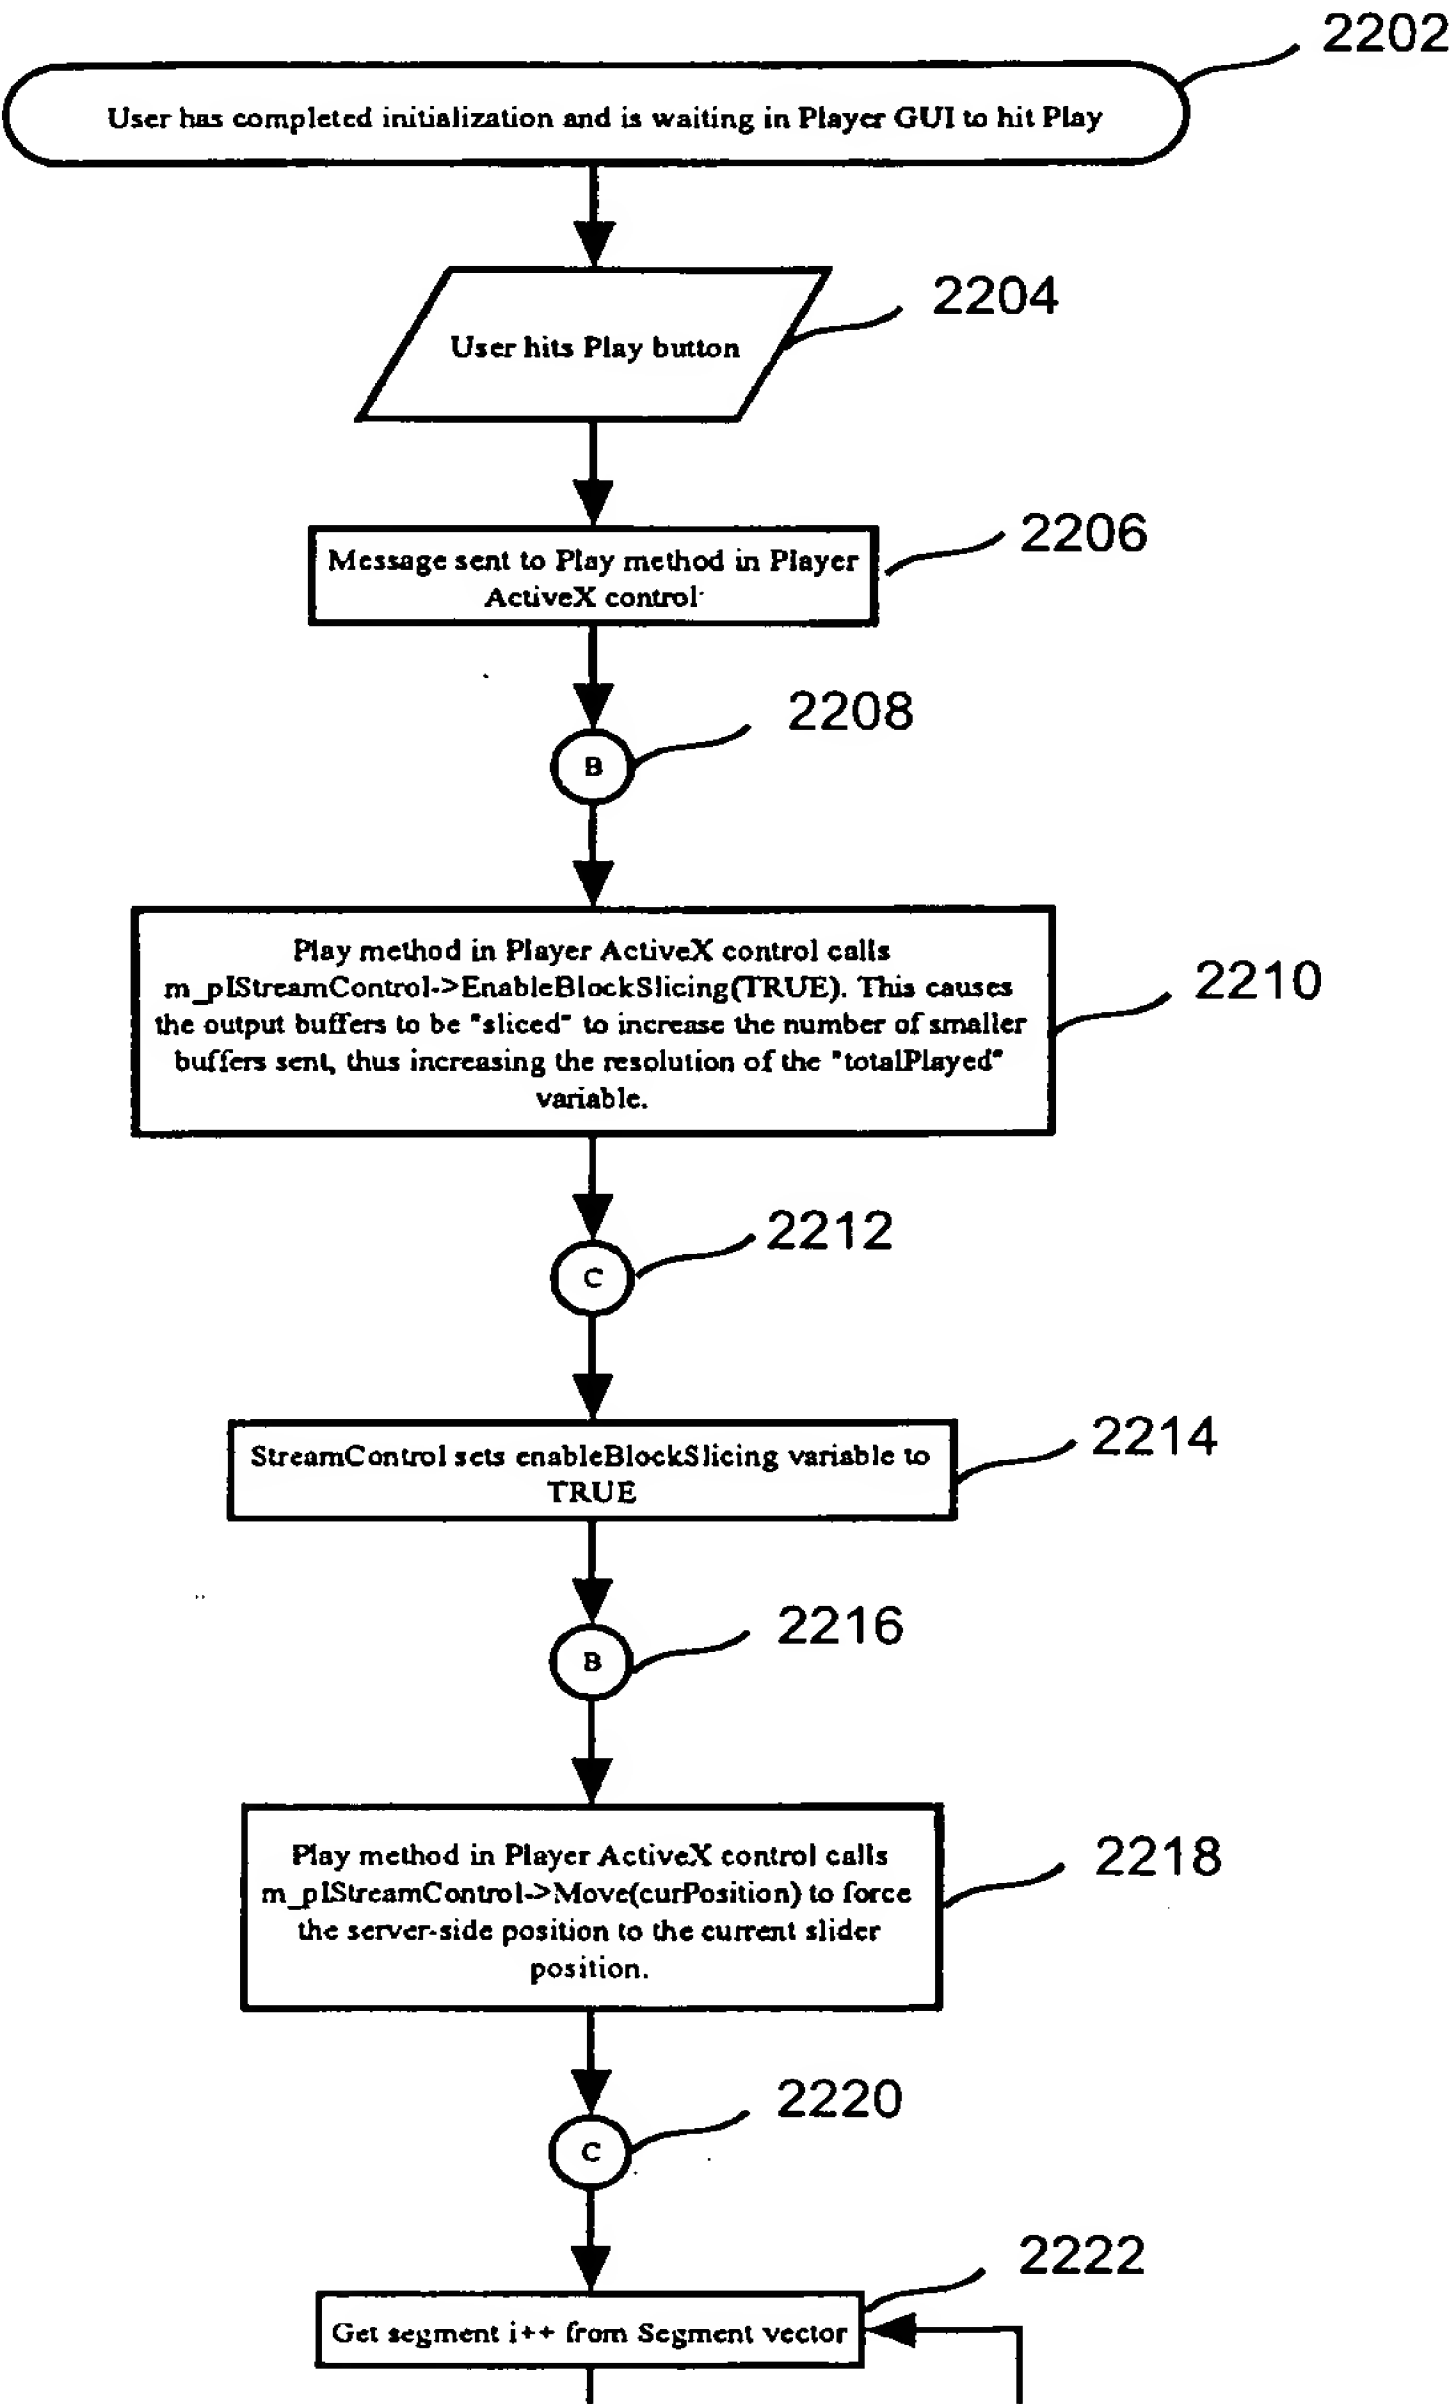 2202
User has completed initialization and is waiting in Player GUI to hit Play
2204
User hits Play button
2206
Message sent to Play method in Player
ActiveX control
2208
B
2210
Play method in Player ActiveX control calls
m_pIStreamControl->EnableBlockSlicing(TRUE). This causes
the output buffers to be "sliced" to increase the number of smaller
buffers sent, thus increasing the resolution of the "totalPlayed"
variable.
2212
C
2214
StreamControl sets enableBlockSlicing variable to
TRUE
2216
B
2218
Play method in Player ActiveX control calls
m_pIStreamControl->Move(curPosition) to force
the server-side position to the current slider
position.
2220
C
2222
Get segment i++ from Segment vector